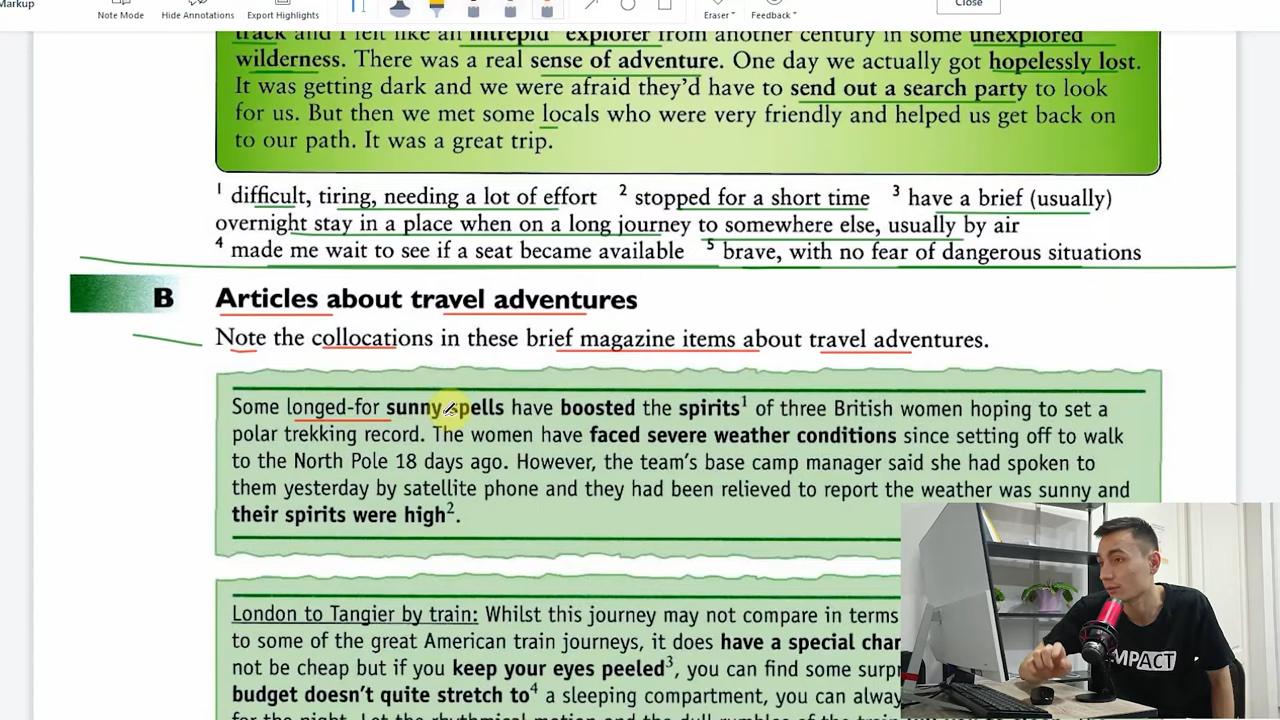 Markup
Note Mode
Hide Annotations
Export Highlights
Eraser
Feedback
Close
track and I felt like an intrepid⁵ explorer from another century in some unexplored
wilderness. There was a real sense of adventure. One day we actually got hopelessly lost.
It was getting dark and we were afraid they'd have to send out a search party to look
for us. But then we met some locals who were very friendly and helped us get back on
to our path. It was a great trip.
¹ difficult, tiring, needing a lot of effort ² stopped for a short time ³ have a brief (usually)
overnight stay in a place when on a long journey to somewhere else, usually by air
⁴ made me wait to see if a seat became available ⁵ brave, with no fear of dangerous situations
B Articles about travel adventures
Note the collocations in these brief magazine items about travel adventures.
Some longed-for sunny spells have boosted the spirits¹ of three British women hoping to set a
polar trekking record. The women have faced severe weather conditions since setting off to walk
to the North Pole 18 days ago. However, the team's base camp manager said she had spoken to
them yesterday by satellite phone and they had been relieved to report the weather was sunny and
their spirits were high².
London to Tangier by train: Whilst this journey may not compare in terms
to some of the great American train journeys, it does have a special char
not be cheap but if you keep your eyes peeled³, you can find some surp
budget doesn't quite stretch to⁴ a sleeping compartment, you can alway
IMPACT